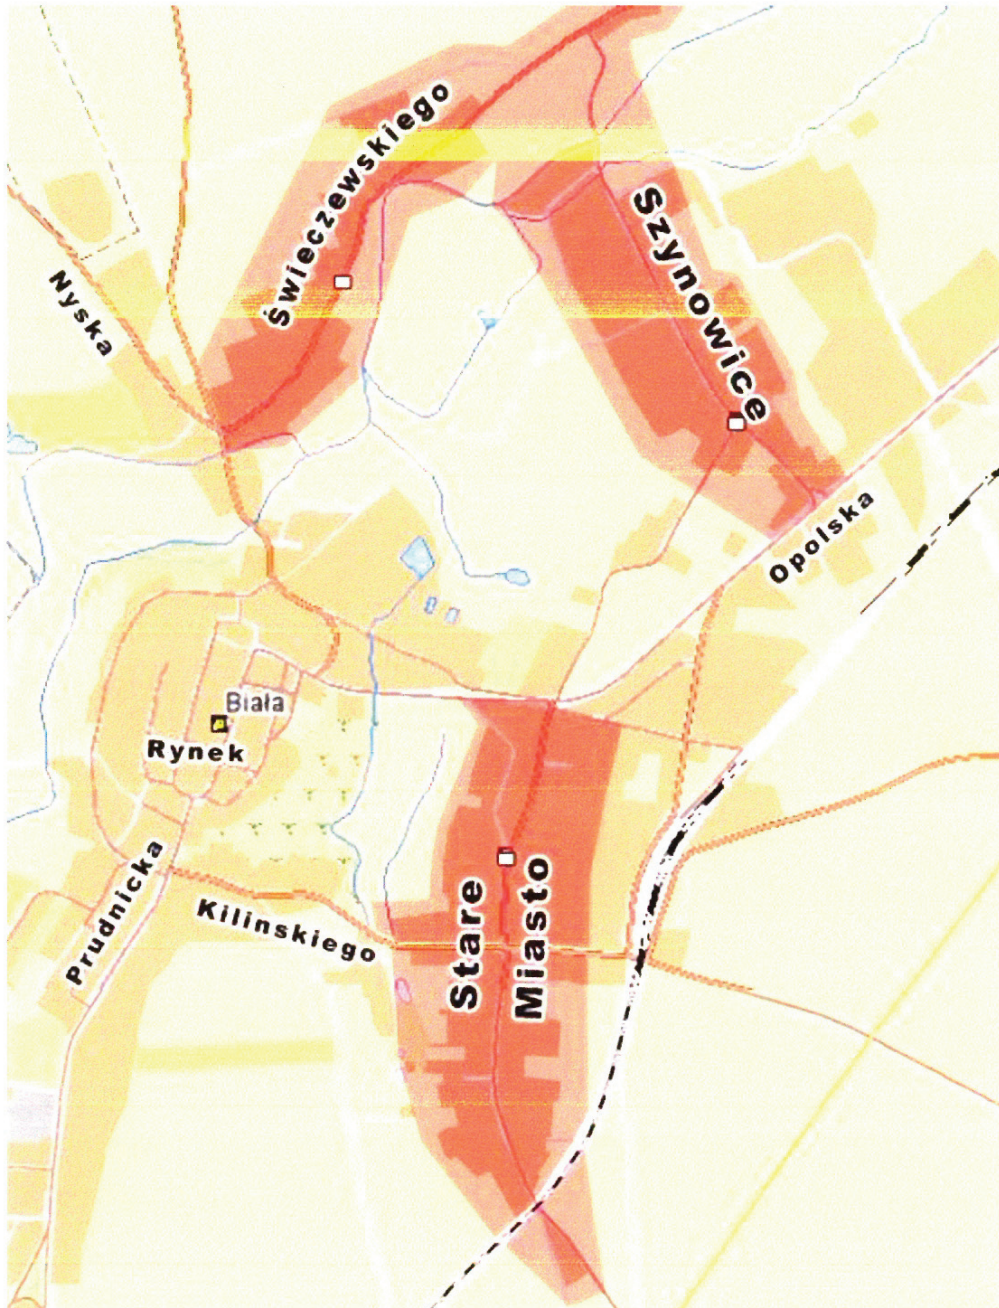 Świeczewskiego
Szynowice
Nyska
Opolska
Biała
Rynek
Prudnicka
Kilinskiego
Stare
Miasto